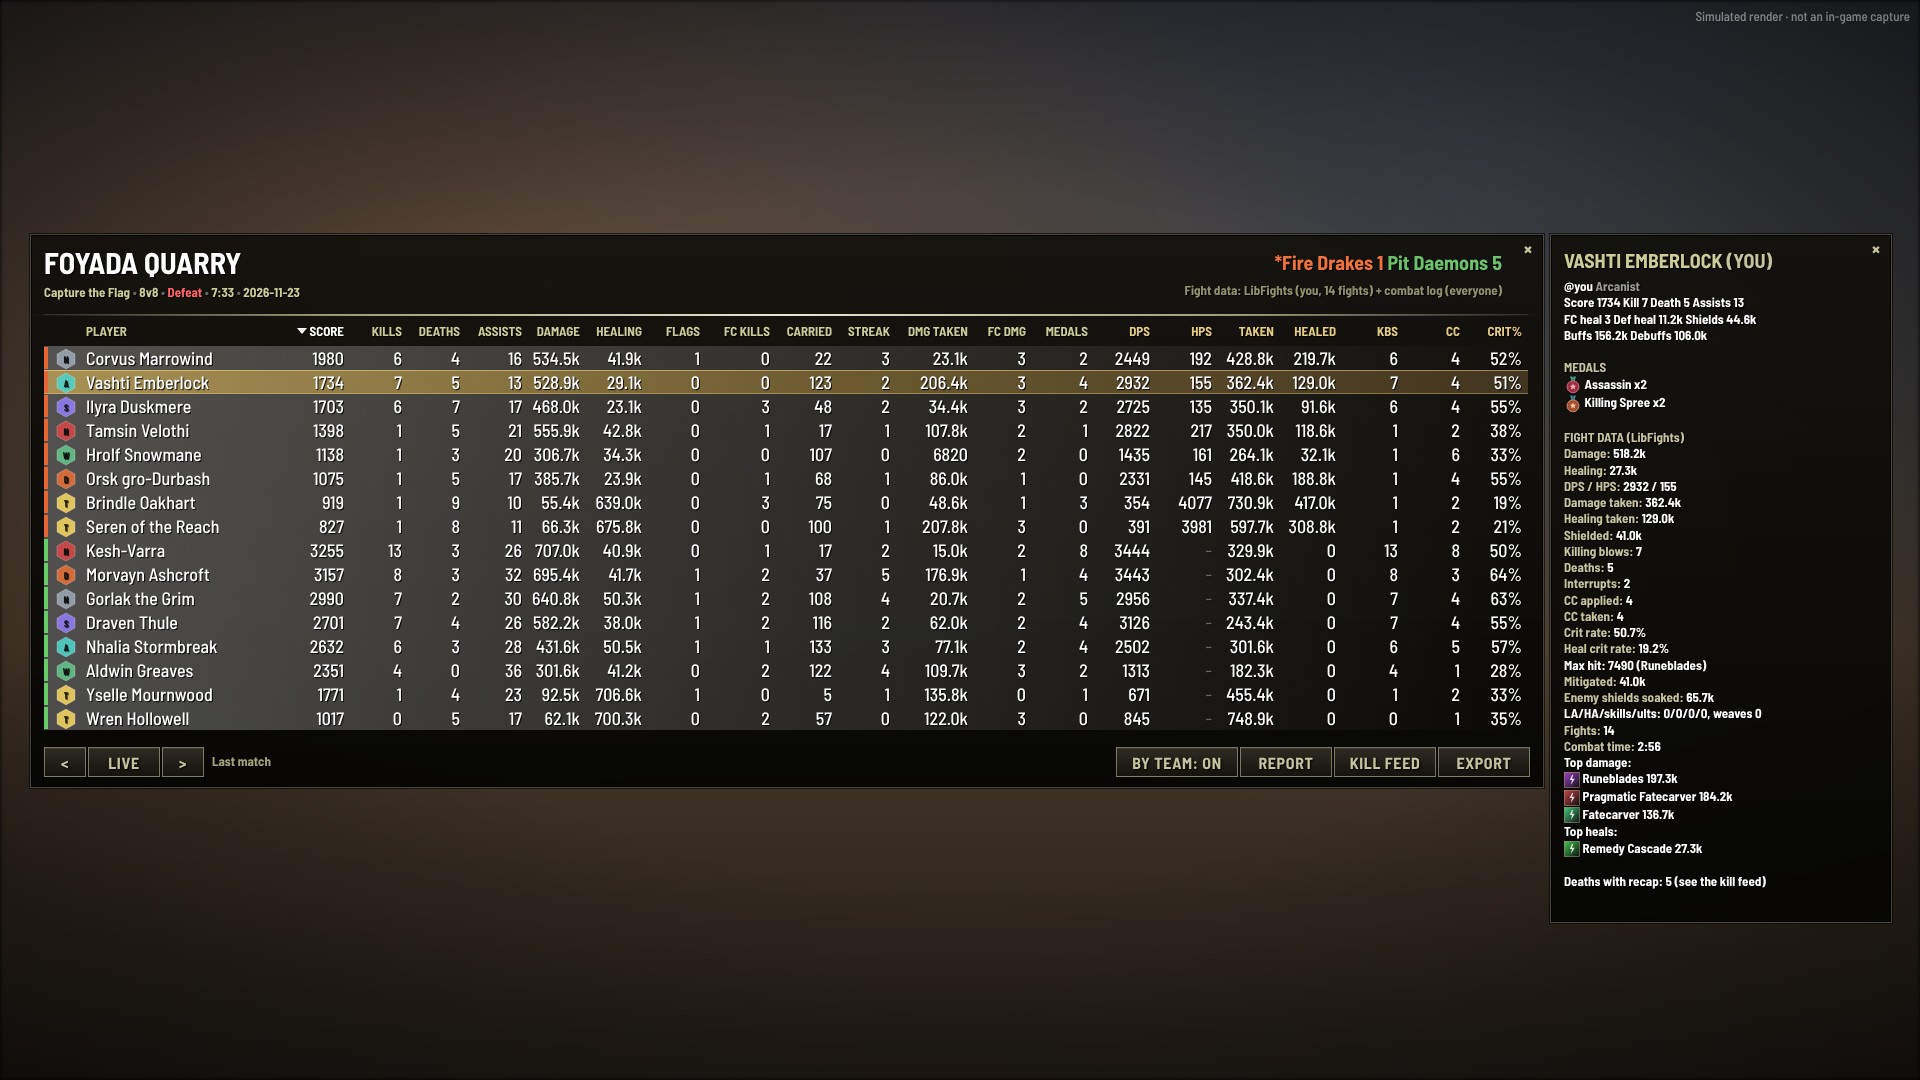 Simulated render · not an in-game capture
FOYADA QUARRY
*Fire Drakes 1 Pit Daemons 5
Capture the Flag · 8v8 · Defeat · 7:33 · 2026-11-23
Fight data: LibFights (you, 14 fights) + combat log (everyone)
PLAYER SCORE KILLS DEATHS ASSISTS DAMAGE HEALING FLAGS FC KILLS CARRIED STREAK DMG TAKEN FC DMG MEDALS DPS HPS TAKEN HEALED KBS CC CRIT%
Corvus Marrowind 1980 6 4 16 534.5k 41.9k 1 0 22 3 23.1k 3 2 2449 192 428.8k 219.7k 6 4 52%
Vashti Emberlock 1734 7 5 13 528.9k 29.1k 0 0 123 2 206.4k 3 4 2932 155 362.4k 129.0k 7 4 51%
Ilyra Duskmere 1703 6 7 17 468.0k 23.1k 0 3 48 2 34.4k 3 2 2725 135 350.1k 91.6k 6 4 55%
Tamsin Velothi 1398 1 5 21 555.9k 42.8k 0 1 17 1 107.8k 2 1 2822 217 350.0k 118.6k 1 2 38%
Hrolf Snowmane 1138 1 3 20 306.7k 34.3k 0 0 107 0 6820 2 0 1435 161 264.1k 32.1k 1 6 33%
Orsk gro-Durbash 1075 1 5 17 385.7k 23.9k 0 1 68 1 86.0k 1 0 2331 145 418.6k 188.8k 1 4 55%
Brindle Oakhart 919 1 9 10 55.4k 639.0k 0 3 75 0 48.6k 1 3 354 4077 730.9k 417.0k 1 2 19%
Seren of the Reach 827 1 8 11 66.3k 675.8k 0 0 100 1 207.8k 3 0 391 3981 597.7k 308.8k 1 2 21%
Kesh-Varra 3255 13 3 26 707.0k 40.9k 0 1 17 2 15.0k 2 8 3444 - 329.9k 0 13 8 50%
Morvayn Ashcroft 3157 8 3 32 695.4k 41.7k 1 2 37 5 176.9k 1 4 3443 - 302.4k 0 8 3 64%
Gorlak the Grim 2990 7 2 30 640.8k 50.3k 1 2 108 4 20.7k 2 5 2956 - 337.4k 0 7 4 63%
Draven Thule 2701 7 4 26 582.2k 38.0k 1 2 116 2 62.0k 2 4 3126 - 243.4k 0 7 4 55%
Nhalia Stormbreak 2632 6 3 28 431.6k 50.5k 1 1 133 3 77.1k 2 4 2502 - 301.6k 0 6 5 57%
Aldwin Greaves 2351 4 0 36 301.6k 41.2k 0 2 122 4 109.7k 3 2 1313 - 182.3k 0 4 1 28%
Yselle Mournwood 1771 1 4 23 92.5k 706.6k 1 0 5 1 135.8k 0 1 671 - 455.4k 0 1 2 33%
Wren Hollowell 1017 0 5 17 62.1k 700.3k 0 2 57 0 122.0k 3 0 845 - 748.9k 0 0 1 35%
< LIVE > Last match BY TEAM: ON REPORT KILL FEED EXPORT
VASHTI EMBERLOCK (YOU)
@you Arcanist
Score 1734 Kill 7 Death 5 Assists 13
FC heal 3 Def heal 11.2k Shields 44.6k
Buffs 156.2k Debuffs 106.0k
MEDALS
Assassin x2
Killing Spree x2
FIGHT DATA (LibFights)
Damage: 518.2k
Healing: 27.3k
DPS / HPS: 2932 / 155
Damage taken: 362.4k
Healing taken: 129.0k
Shielded: 41.0k
Killing blows: 7
Deaths: 5
Interrupts: 2
CC applied: 4
CC taken: 4
Crit rate: 50.7%
Heal crit rate: 19.2%
Max hit: 7490 (Runeblades)
Mitigated: 41.0k
Enemy shields soaked: 65.7k
LA/HA/skills/ults: 0/0/0/0, weaves 0
Fights: 14
Combat time: 2:56
Top damage:
Runeblades 197.3k
Pragmatic Fatecarver 184.2k
Fatecarver 136.7k
Top heals:
Remedy Cascade 27.3k
Deaths with recap: 5 (see the kill feed)